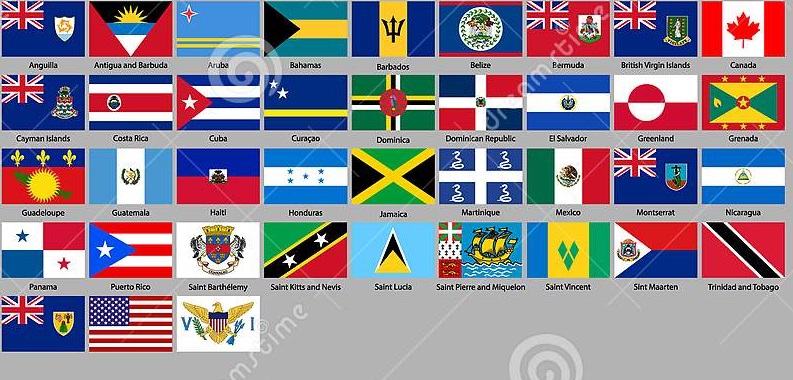 Anguilla Antigua and Barbuda Aruba Bahamas Barbados Belize Bermuda British Virgin Islands Canada
Cayman Islands Costa Rica Cuba Curaçao Dominica Dominican Republic El Salvador Greenland Grenada
Guadeloupe Guatemala Haiti Honduras Jamaica Martinique Mexico Montserrat Nicaragua
Panama Puerto Rico Saint Barthélemy Saint Kitts and Nevis Saint Lucia Saint Pierre and Miquelon Saint Vincent Sint Maarten Trinidad and Tobago
V I